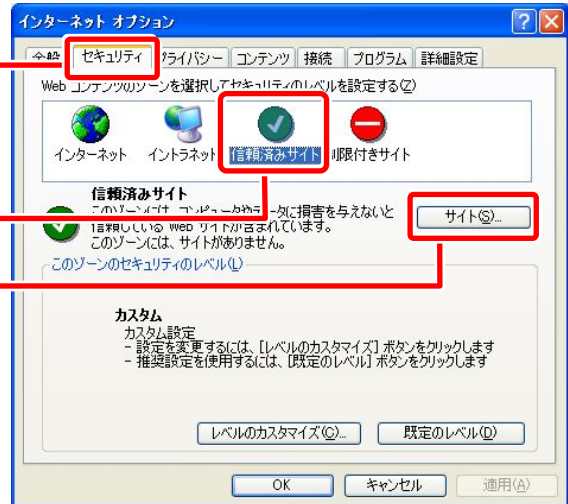 インターネット オプション
セキュリティ プライバシー コンテンツ 接続 プログラム 詳細設定
Web コンテンツのゾーンを選択してセキュリティのレベルを設定する(Z)
インターネット イントラネット 信頼済みサイト 制限付きサイト
信頼済みサイト
このゾーンには、コンピュータやデータに損害を与えないと
信頼している Web サイトが含まれています。
このゾーンには、サイトがありません。
サイト(S)...
このゾーンのセキュリティのレベル(L)
カスタム
カスタム設定
- 設定を変更するには、[レベルのカスタマイズ] ボタンをクリックします
- 推奨設定を使用するには、[既定のレベル] ボタンをクリックします
レベルのカスタマイズ(C)...
既定のレベル(D)
OK キャンセル 適用(A)